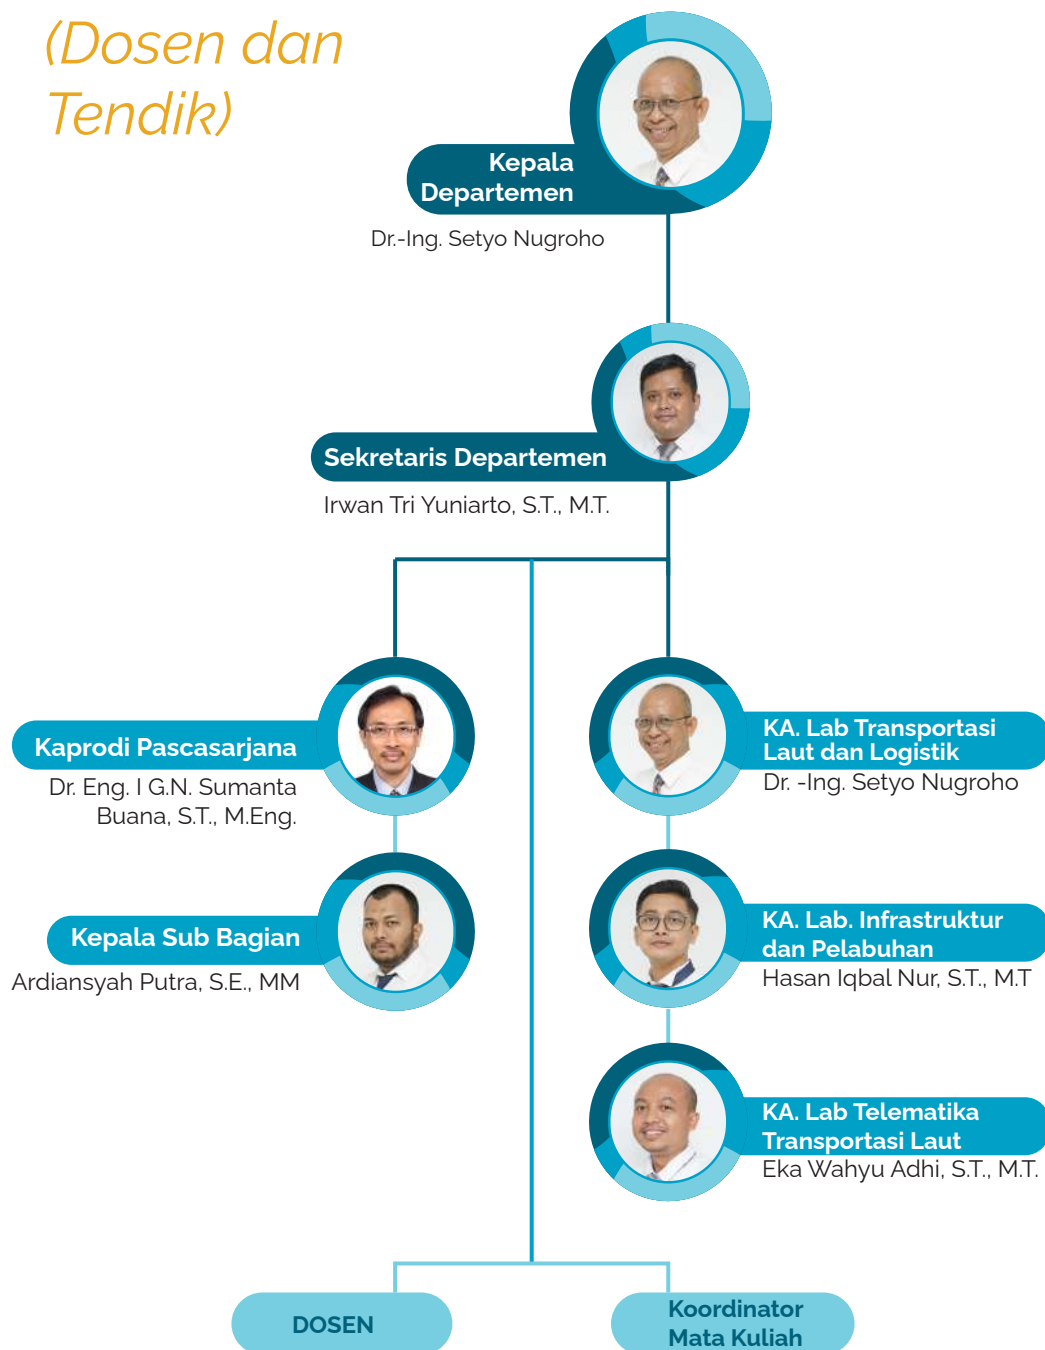 (Dosen dan
Tendik)
Kepala
Departemen
Dr.-Ing. Setyo Nugroho
Sekretaris Departemen
Irwan Tri Yuniarto, S.T., M.T.
Kaprodi Pascasarjana
Dr. Eng. I G.N. Sumanta
Buana, S.T., M.Eng.
Kepala Sub Bagian
Ardiansyah Putra, S.E., MM
KA. Lab Transportasi
Laut dan Logistik
Dr. -Ing. Setyo Nugroho
KA. Lab. Infrastruktur
dan Pelabuhan
Hasan Iqbal Nur, S.T., M.T
KA. Lab Telematika
Transportasi Laut
Eka Wahyu Adhi, S.T., M.T.
DOSEN
Koordinator
Mata Kuliah